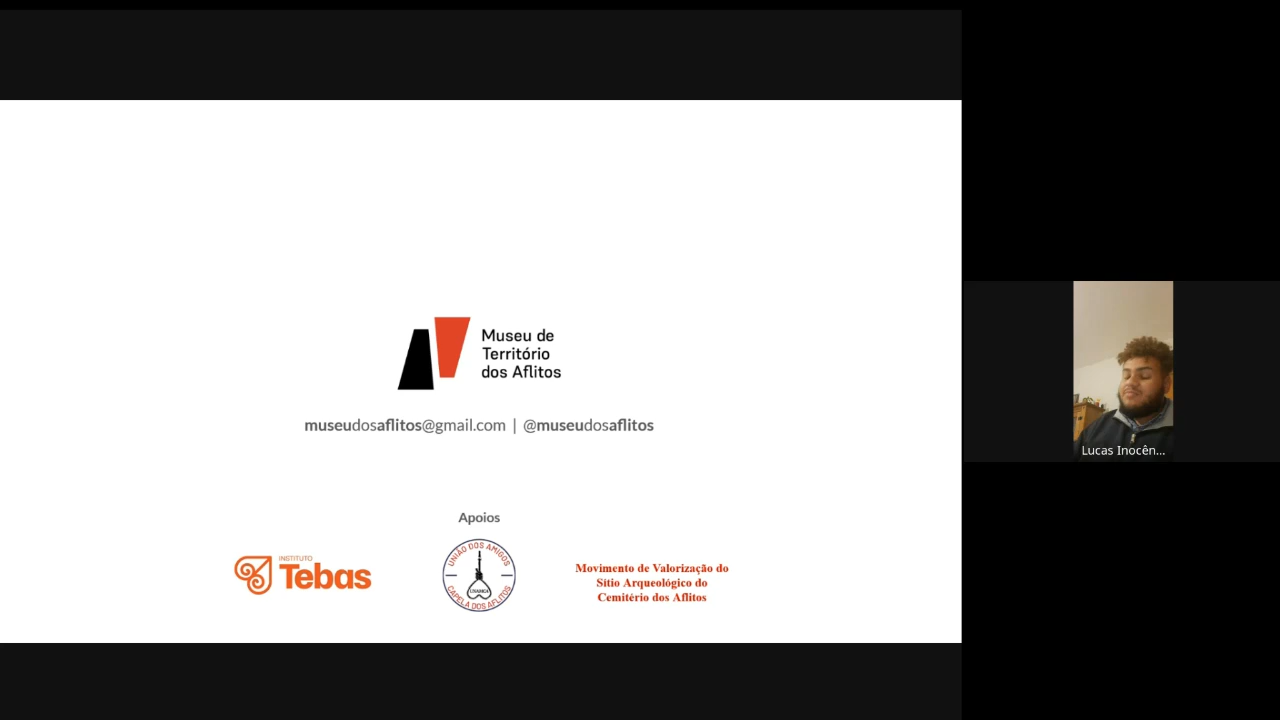 Museu de
Território
dos Aflitos
museudosaflitos@gmail.com | @museudosaflitos
Apoios
INSTITUTO
Tebas
UNIÃO DOS AMIGOS
UNAMCA
CAPELA DOS AFLITOS
Movimento de Valorização do
Sítio Arqueológico do
Cemitério dos Aflitos
Lucas Inocên...